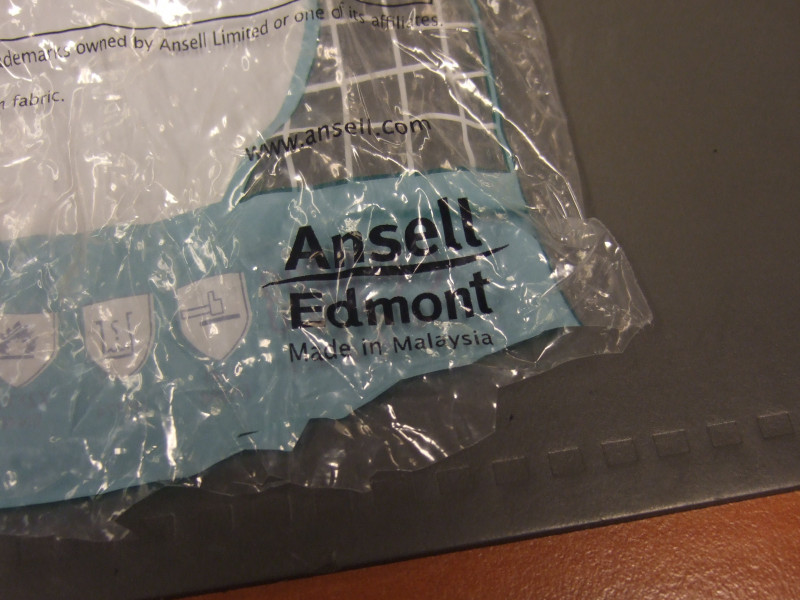 demarks owned by Ansell Limited or one of its affiliates.
fabric.
www.ansell.com
Ansell
Edmont
Made in Malaysia